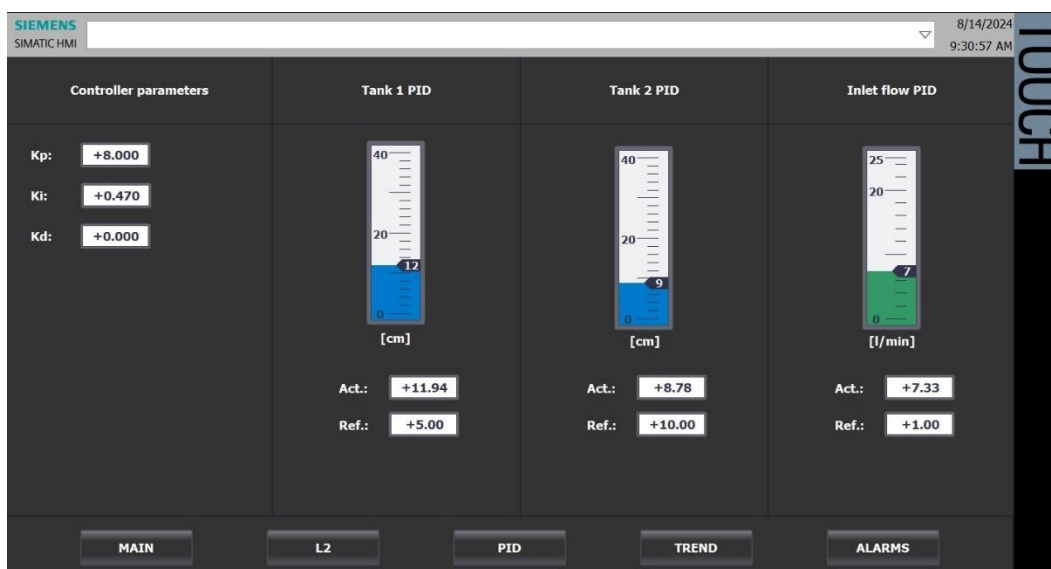 SIEMENS
SIMATIC HMI
8/14/2024
9:30:57 AM
TOUCH
Controller parameters
Tank 1 PID
Tank 2 PID
Inlet flow PID
Kp: +8.000
Ki: +0.470
Kd: +0.000
40
20
12
0
[cm]
Act.: +11.94
Ref.: +5.00
40
20
9
0
[cm]
Act.: +8.78
Ref.: +10.00
25
20
7
0
[l/min]
Act.: +7.33
Ref.: +1.00
MAIN
L2
PID
TREND
ALARMS